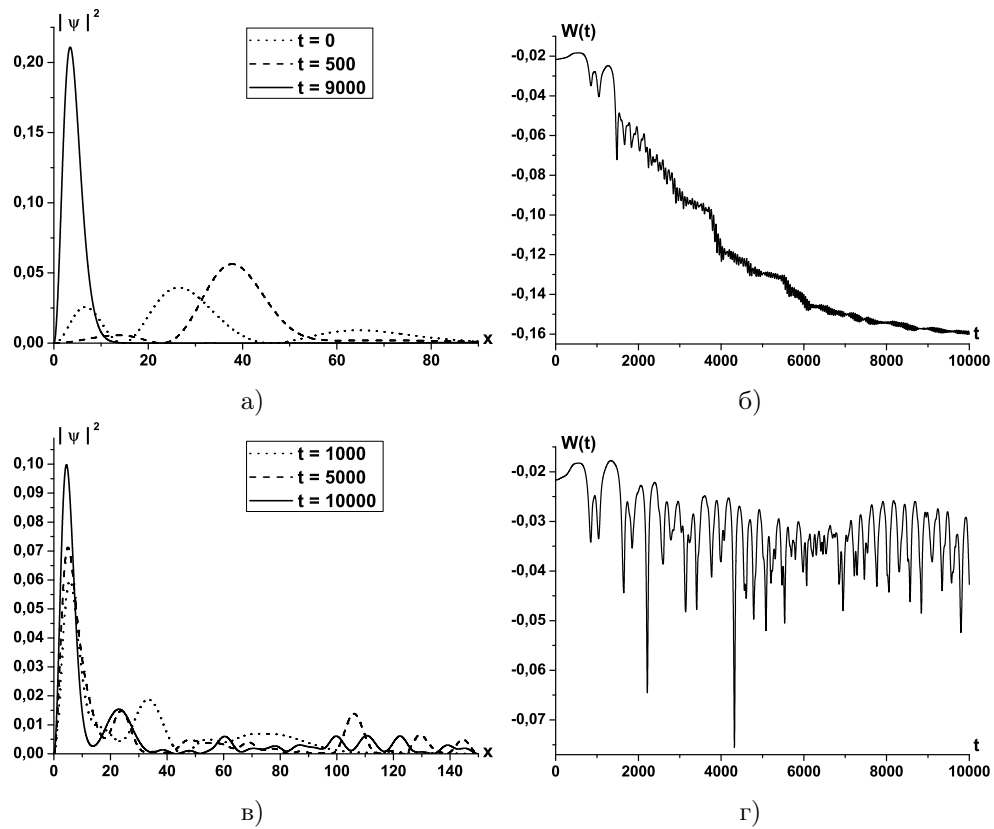 | ψ |²
t = 0
t = 500
t = 9000
0,20
0,15
0,10
0,05
0,00
0 20 40 60 80 x
а)
W(t)
-0,02
-0,04
-0,06
-0,08
-0,10
-0,12
-0,14
-0,16
0 2000 4000 6000 8000 10000 t
б)
| ψ |²
t = 1000
t = 5000
t = 10000
0,10
0,09
0,08
0,07
0,06
0,05
0,04
0,03
0,02
0,01
0,00
0 20 40 60 80 100 120 140 x
в)
W(t)
-0,02
-0,03
-0,04
-0,05
-0,06
-0,07
0 2000 4000 6000 8000 10000 t
г)